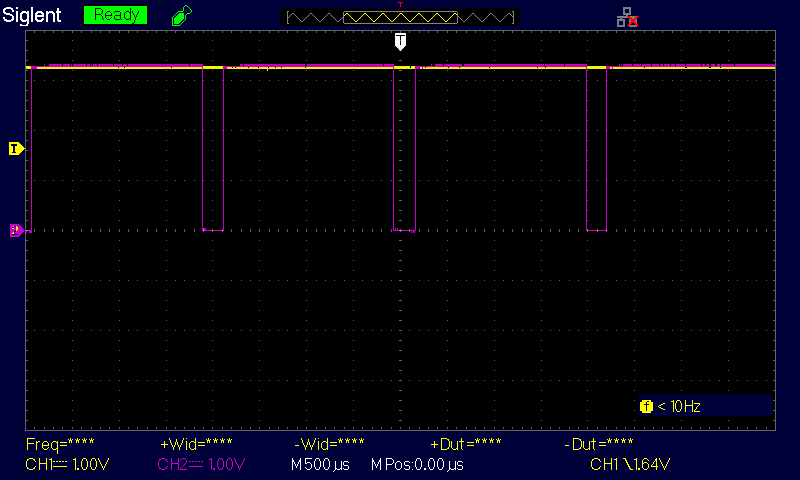 Siglent Ready T
T
T
f < 10Hz
Freq=**** +Wid=**** -Wid=**** +Dut=**** -Dut=****
CH1 1.00V CH2 1.00V M 500µs M Pos:0.00µs CH1 1.64V